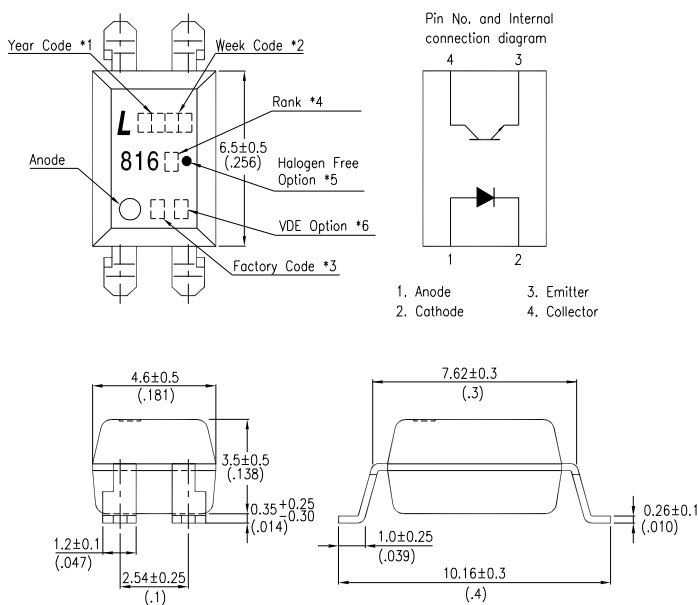 Pin No. and Internal
connection diagram
Year Code *1
Week Code *2
4
3
L
Rank *4
816
6.5±0.5
(.256)
Anode
Halogen Free
Option *5
VDE Option *6
Factory Code *3
1
2
1. Anode
2. Cathode
3. Emitter
4. Collector
4.6±0.5
(.181)
7.62±0.3
(.3)
3.5±0.5
(.138)
0.35+0.25
-0.30
(.014)
0.26±0.1
(.010)
1.2±0.1
(.047)
1.0±0.25
(.039)
2.54±0.25
(.1)
10.16±0.3
(.4)